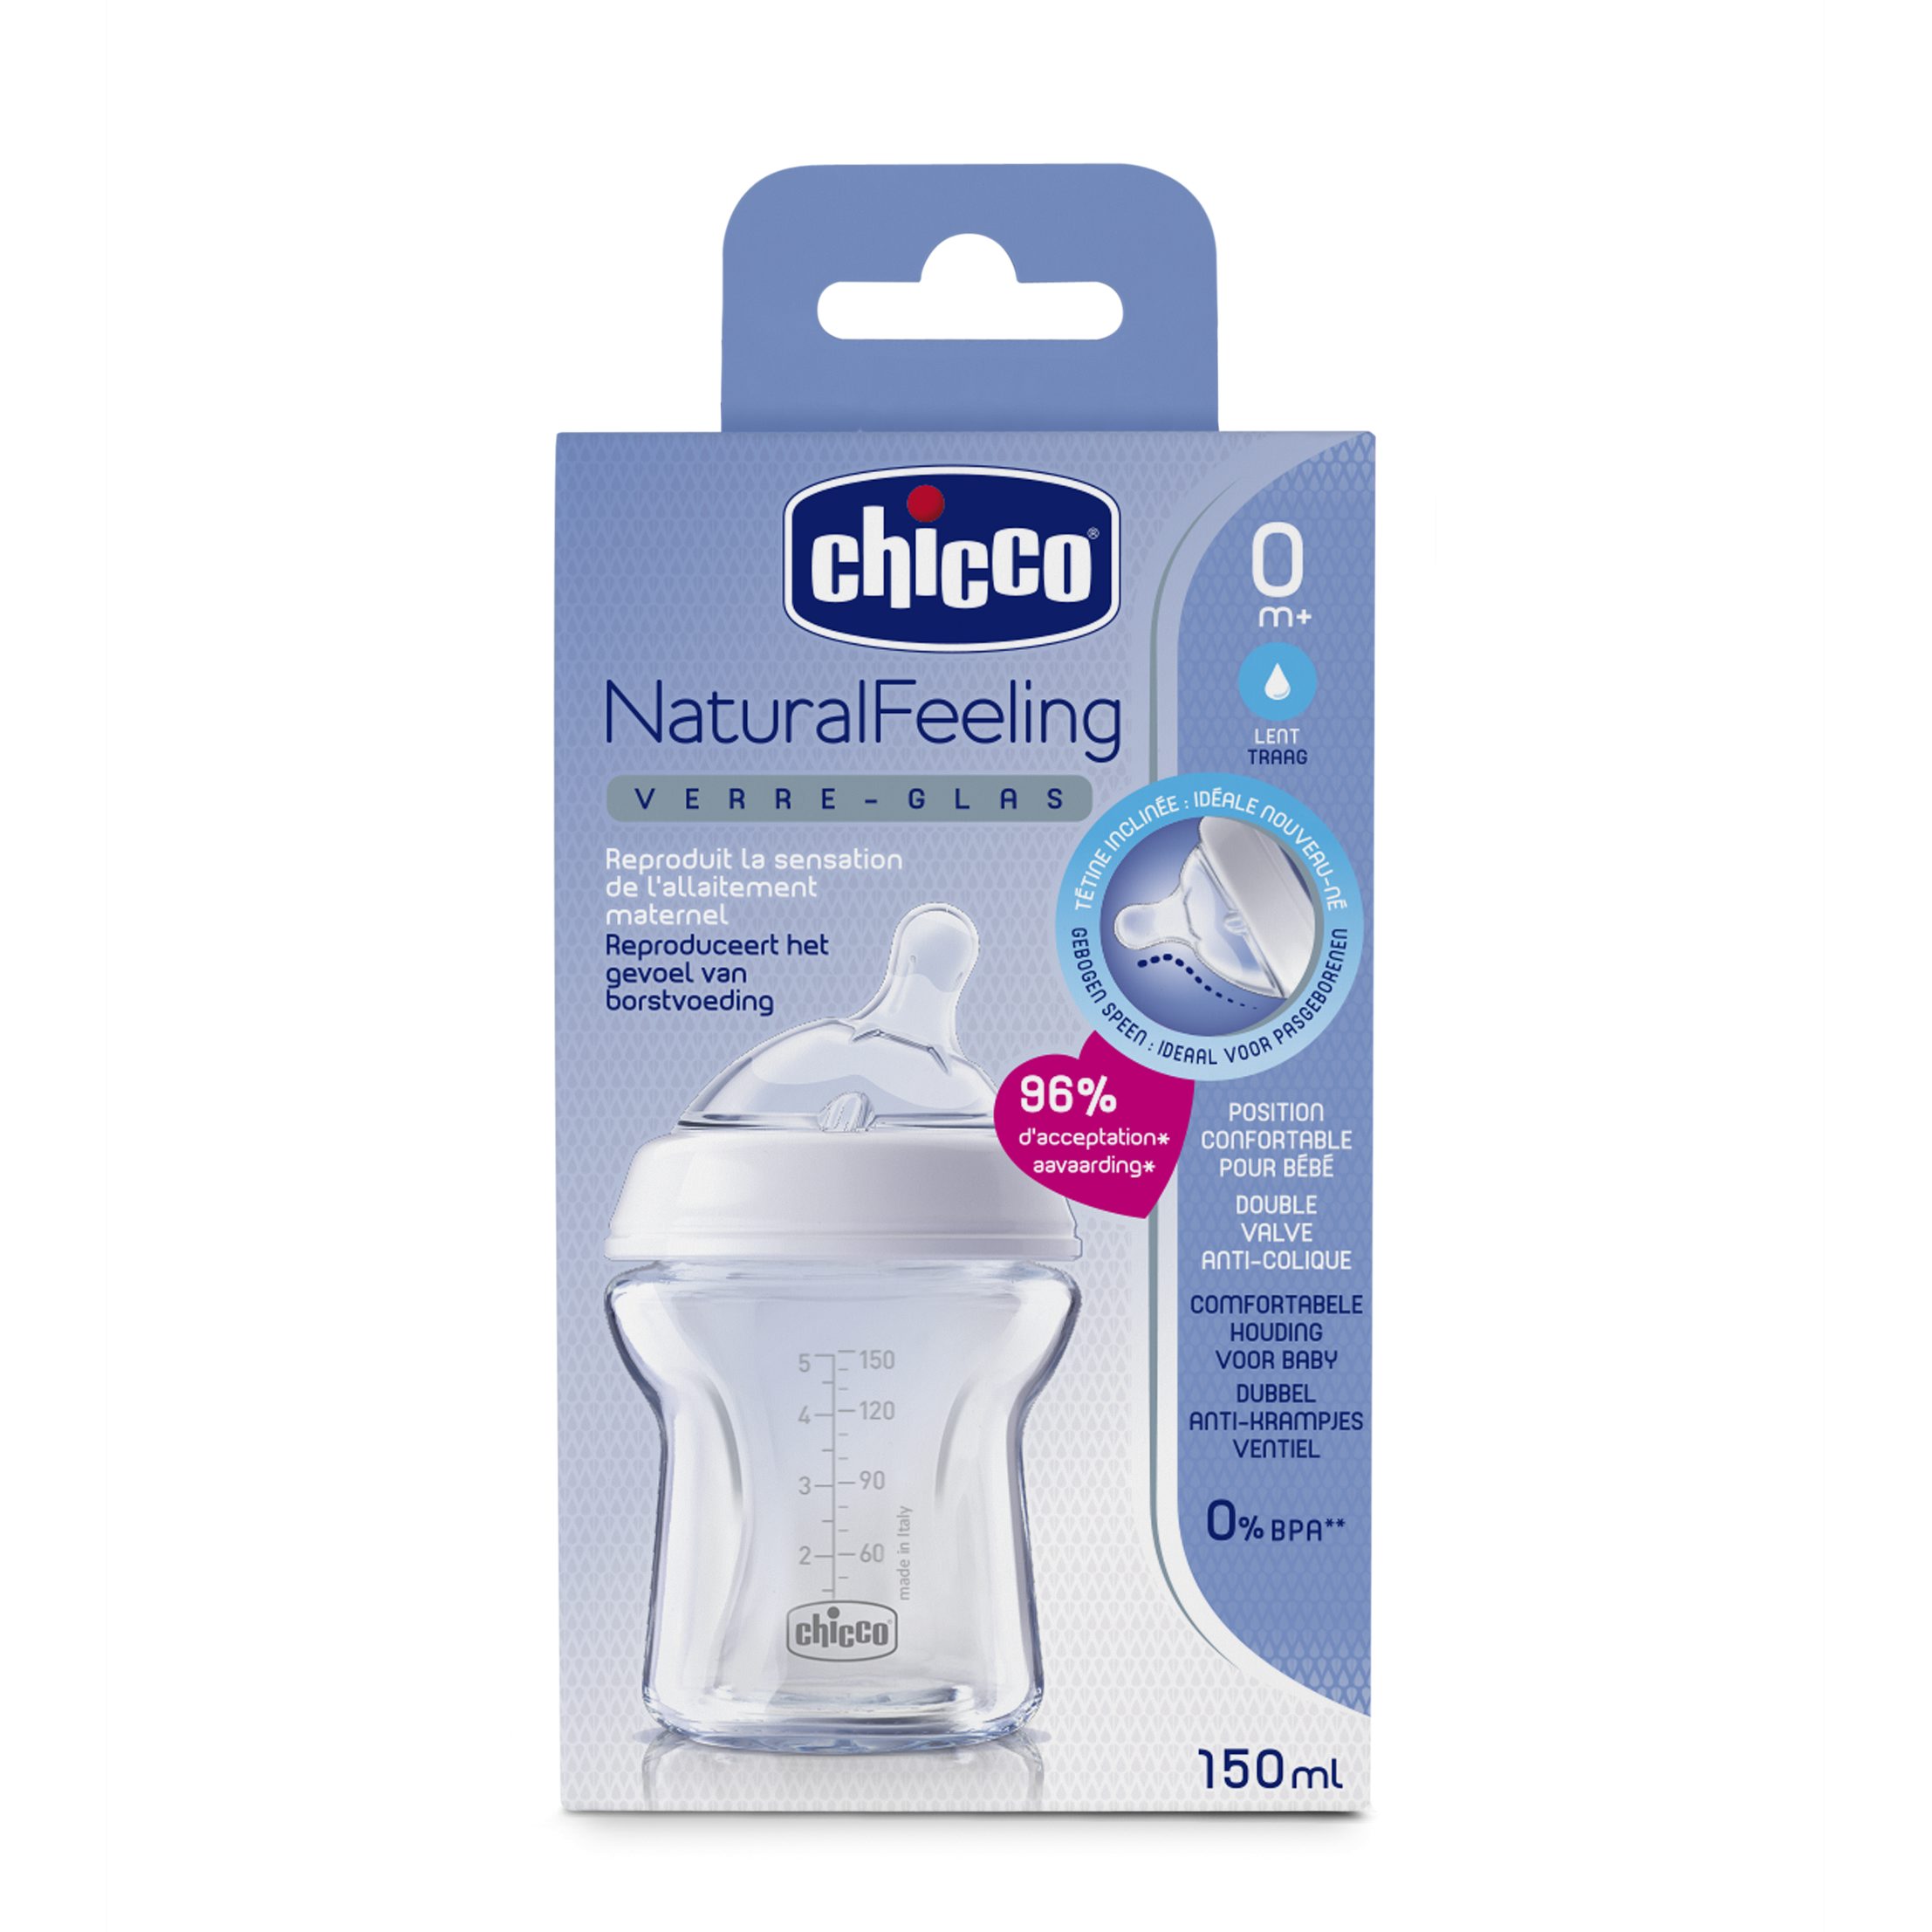 chicco®
NaturalFeeling
VERRE-GLAS
Reproduit la sensation
de l'allaitement
maternel
Reproduceert het
gevoel van
borstvoeding
0
m+
LENT
TRAAG
TÉTINE INCLINÉE : IDÉALE NOUVEAU-NÉ
GEBOGEN SPEEN : IDEAAL VOOR PASGEBORENEN
96%
d'acceptation*
aavaarding*
POSITION
CONFORTABLE
POUR BÉBÉ
DOUBLE
VALVE
ANTI-COLIQUE
COMFORTABELE
HOUDING
VOOR BABY
DUBBEL
ANTI-KRAMPJES
VENTIEL
0% BPA**
5 150
4 120
3 90
2 60
made in Italy
chicco
150ml